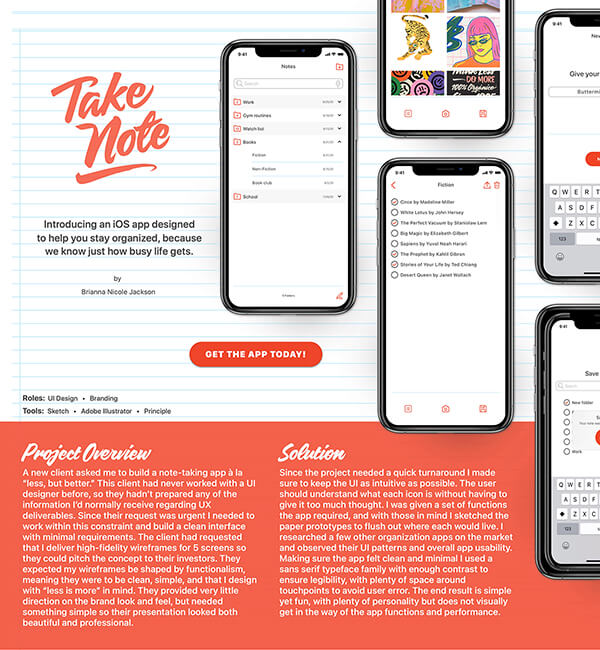 Take
Note
Introducing an iOS app designed
to help you stay organized, because
we know just how busy life gets.
by
Brianna Nicole Jackson
GET THE APP TODAY!
Roles: UI Design • Branding
Tools: Sketch • Adobe Illustrator • Principle
9:41
Notes
Search
Work
Gym routines
Watch list
Books
Fiction
Non-Fiction
Book club
School
5 Folders
DO MORE
100% Organico
9:41
Fiction
Circe by Madeline Miller
White Lotus by John Hersey
The Perfect Vacuum by Stanislaw Lem
Big Magic by Elizabeth Gilbert
Sapiens by Yuval Noah Harari
The Prophet by Kahlil Gibran
Stories of Your Life by Ted Chiang
Desert Queen by Janet Wallach
9:41
Give your
Q W E R T
A S D F
Z X C
123
9:41
Save
Search
New folder
Work
Q W E R T
A S D F
Z X C
123
Project Overview
A new client asked me to build a note-taking app à la
“less, but better.” This client had never worked with a UI
designer before, so they hadn’t prepared any of the
information I’d normally receive regarding UX
deliverables. Since their request was urgent I needed to
work within this constraint and build a clean interface
with minimal requirements. The client had requested
that I deliver high-fidelity wireframes for 5 screens so
they could pitch the concept to their investors. They
expected my wireframes be shaped by functionalism,
meaning they were to be clean, simple, and that I design
with “less is more” in mind. They provided very little
direction on the brand look and feel, but needed
something simple so their presentation looked both
beautiful and professional.
Solution
Since the project needed a quick turnaround I made
sure to keep the UI as intuitive as possible. The user
should understand what each icon is without having to
give it too much thought. I was given a set of functions
the app required, and with those in mind I sketched the
paper prototypes to flush out where each would live. I
researched a few other organization apps on the market
and observed their UI patterns and overall app usability.
Making sure the app felt clean and minimal I used a
sans serif typeface family with enough contrast to
ensure legibility, with plenty of space around
touchpoints to avoid user error. The end result is simple
yet fun, with plenty of personality but does not visually
get in the way of the app functions and performance.